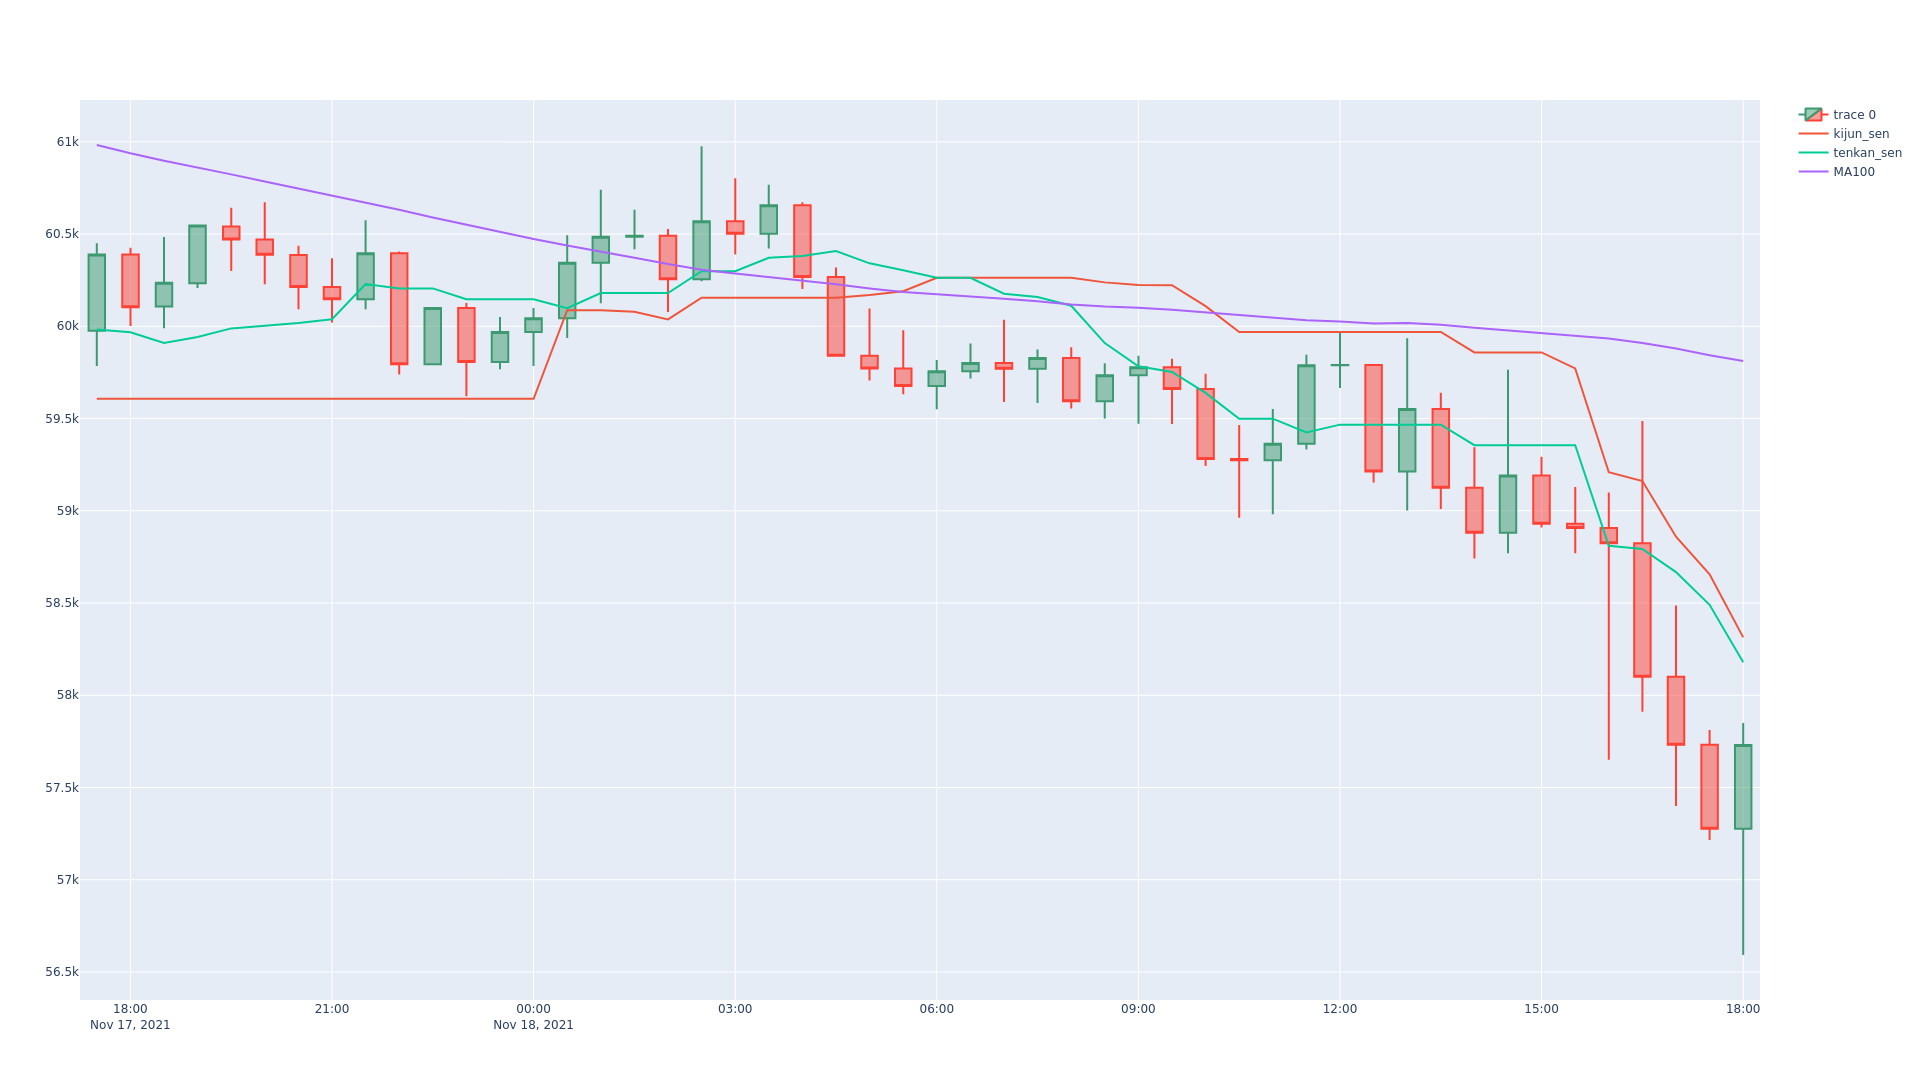 trace 0
kijun_sen
tenkan_sen
MA100
61k
60.5k
60k
59.5k
59k
58.5k
58k
57.5k
57k
56.5k
18:00 21:00 00:00 03:00 06:00 09:00 12:00 15:00 18:00
Nov 17, 2021 Nov 18, 2021